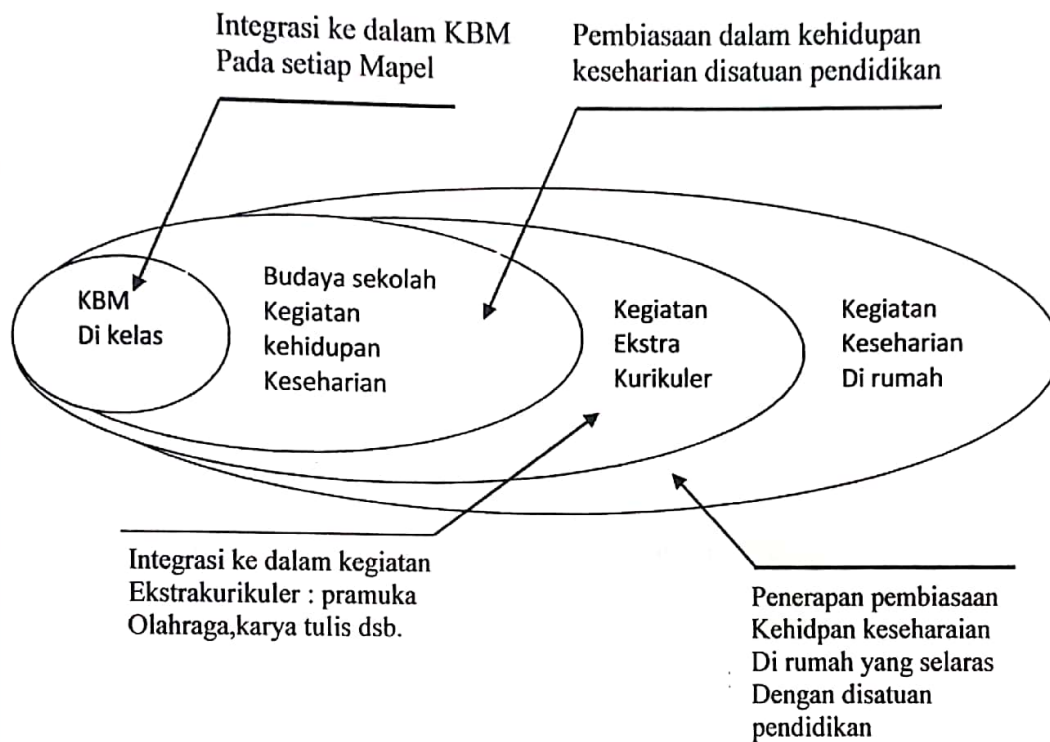 Integrasi ke dalam KBM
Pada setiap Mapel
Pembiasaan dalam kehidupan
keseharian disatuan pendidikan
KBM
Di kelas
Budaya sekolah
Kegiatan
kehidupan
Keseharian
Kegiatan
Ekstra
Kurikuler
Kegiatan
Keseharian
Di rumah
Integrasi ke dalam kegiatan
Ekstrakurikuler : pramuka
Olahraga,karya tulis dsb.
Penerapan pembiasaan
Kehidpan keseharaian
Di rumah yang selaras
Dengan disatuan
pendidikan